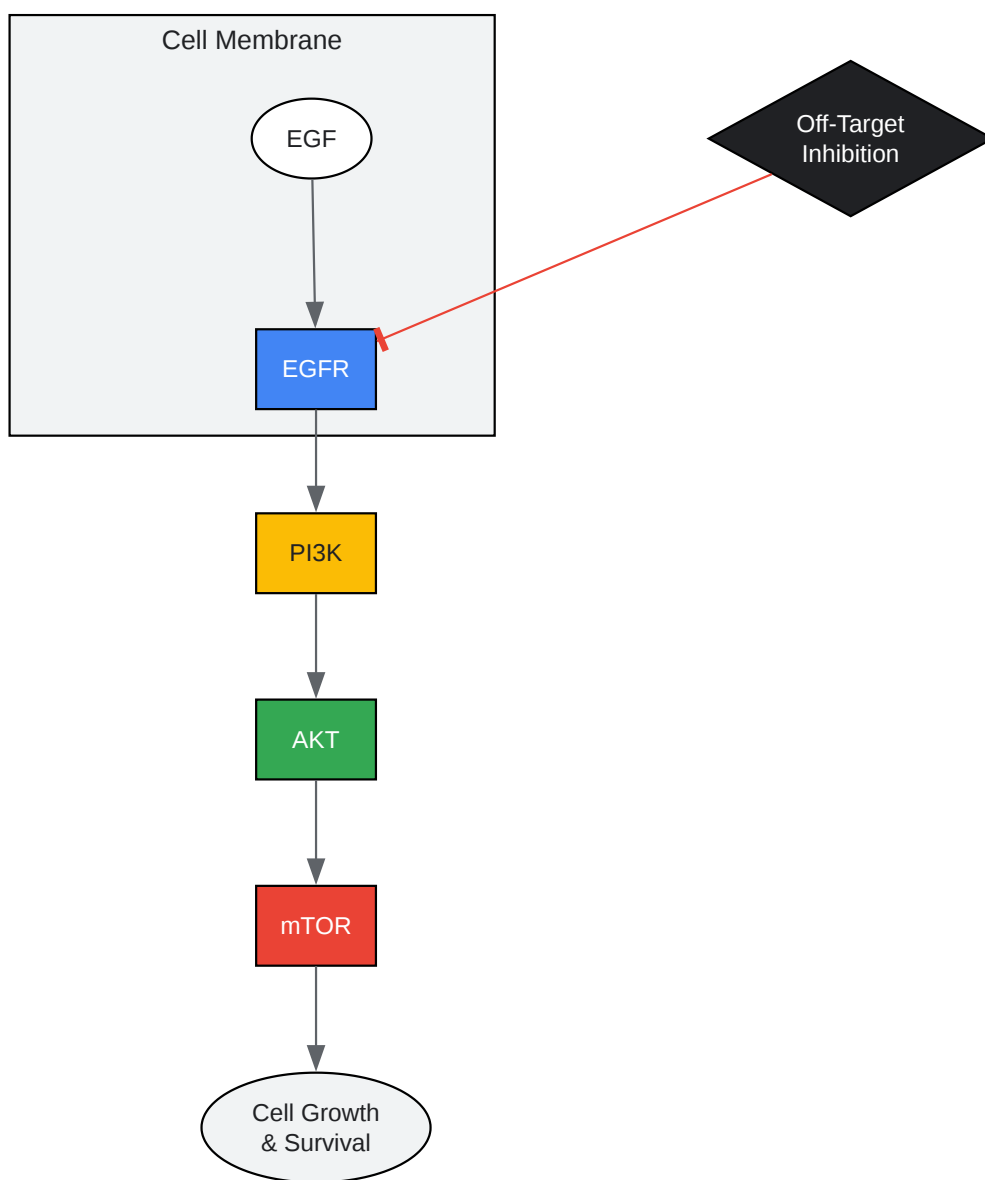 Cell Membrane
EGF
Off-Target
Inhibition
EGFR
PI3K
AKT
mTOR
Cell Growth
& Survival